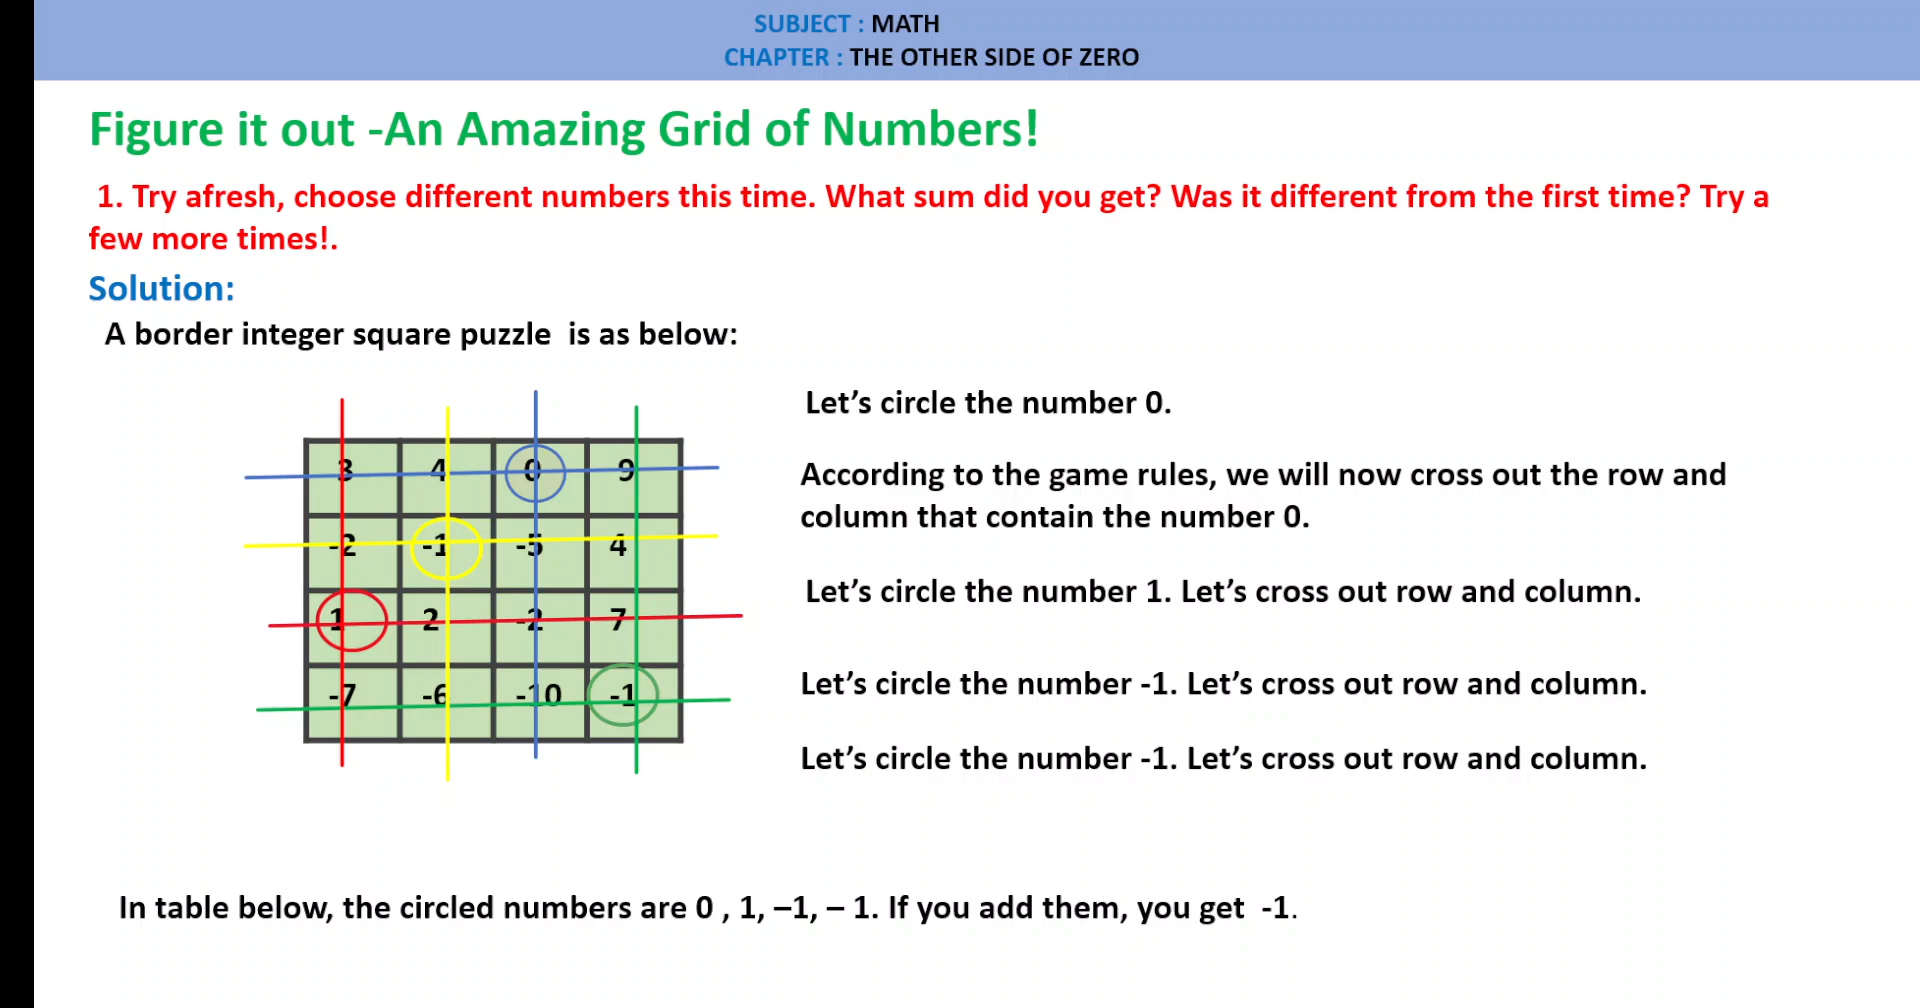 SUBJECT : MATH
CHAPTER : THE OTHER SIDE OF ZERO
Figure it out -An Amazing Grid of Numbers!
1. Try afresh, choose different numbers this time. What sum did you get? Was it different from the first time? Try a
few more times!.
Solution:
A border integer square puzzle is as below:
3 4 0 9
-2 -1 -5 4
1 2 -2 7
-7 -6 -10 -1
Let’s circle the number 0.
According to the game rules, we will now cross out the row and
column that contain the number 0.
Let’s circle the number 1. Let’s cross out row and column.
Let’s circle the number -1. Let’s cross out row and column.
Let’s circle the number -1. Let’s cross out row and column.
In table below, the circled numbers are 0 , 1, –1, – 1. If you add them, you get -1.